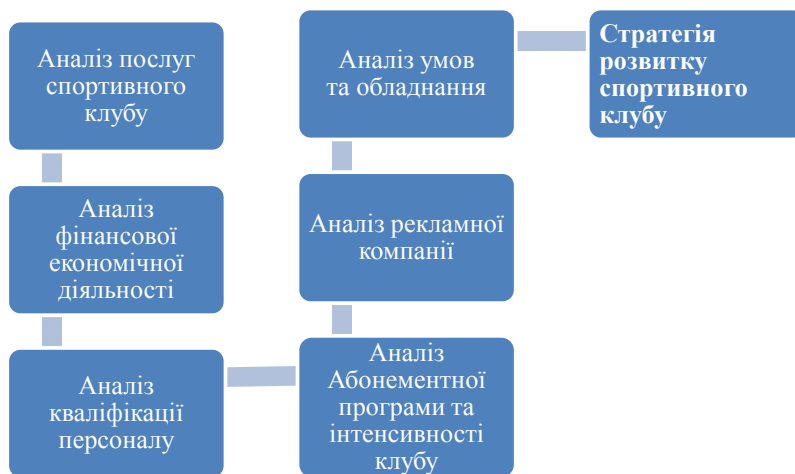 Аналіз послуг
спортивного
клубу
Аналіз
фінансової
економічної
діяльності
Аналіз
кваліфікації
персоналу
Аналіз
Абонементної
програми та
інтенсивності
клубу
Аналіз рекламної
компанії
Аналіз умов
та обладнання
Стратегія
розвитку
спортивного
клубу